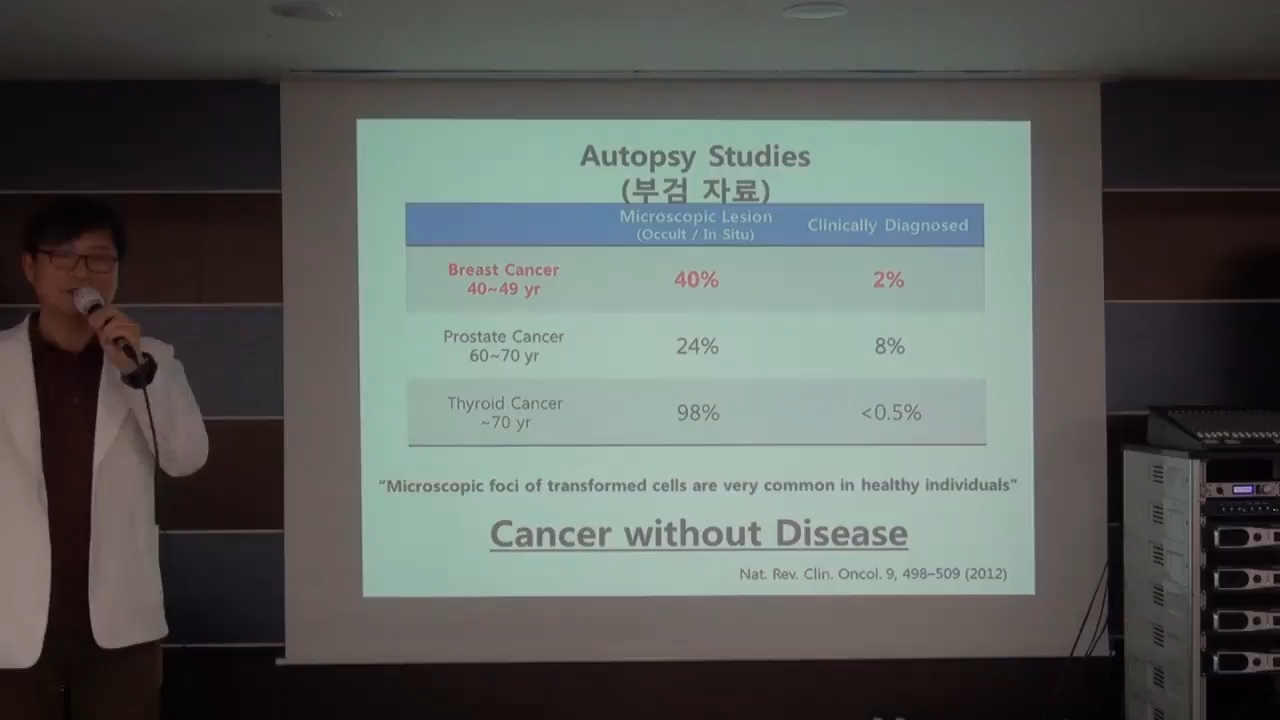 Autopsy Studies
(부검 자료)
Microscopic Lesion
(Occult / In Situ)
Clinically Diagnosed
Breast Cancer
40~49 yr
40%
2%
Prostate Cancer
60~70 yr
24%
8%
Thyroid Cancer
~70 yr
98%
<0.5%
“Microscopic foci of transformed cells are very common in healthy individuals”
Cancer without Disease
Nat. Rev. Clin. Oncol. 9, 498–509 (2012)